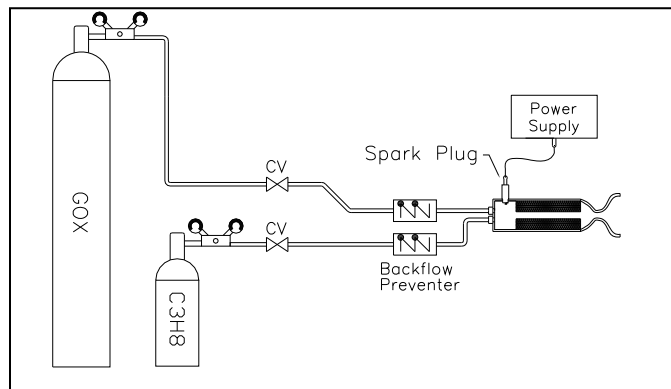 Power
Supply
Spark Plug
CV
GOX
CV
Backflow
Preventer
C3H8